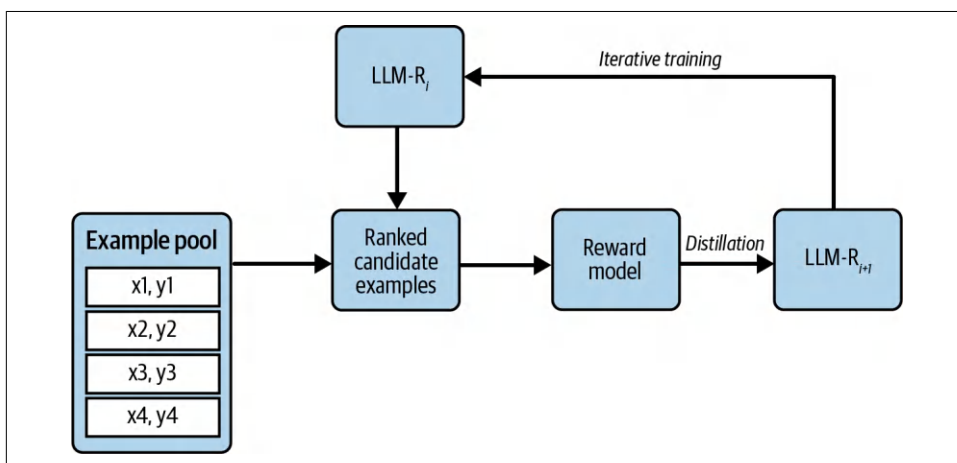 LLM-Ri
Iterative training
Example pool
x1, y1
x2, y2
x3, y3
x4, y4
Ranked
candidate
examples
Reward
model
Distillation
LLM-Ri+1